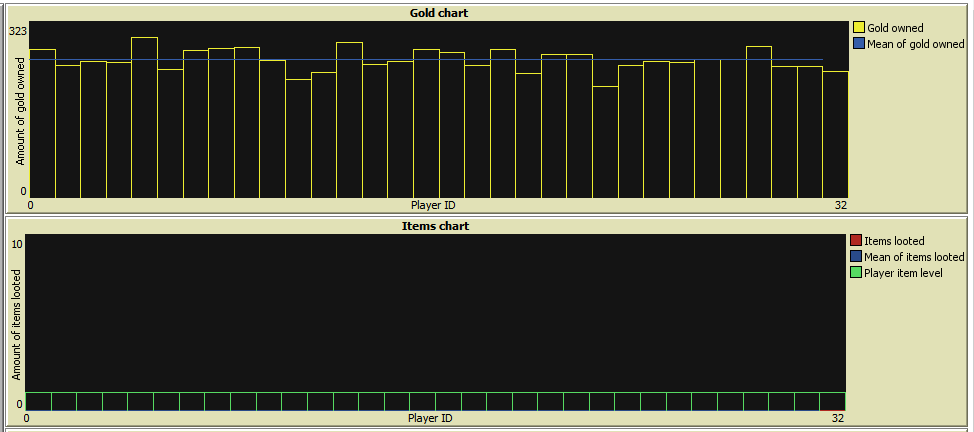 Gold chart
323
Amount of gold owned
0
0
Player ID
32
Gold owned
Mean of gold owned
Items chart
10
Amount of items looted
0
0
Player ID
32
Items looted
Mean of items looted
Player item level